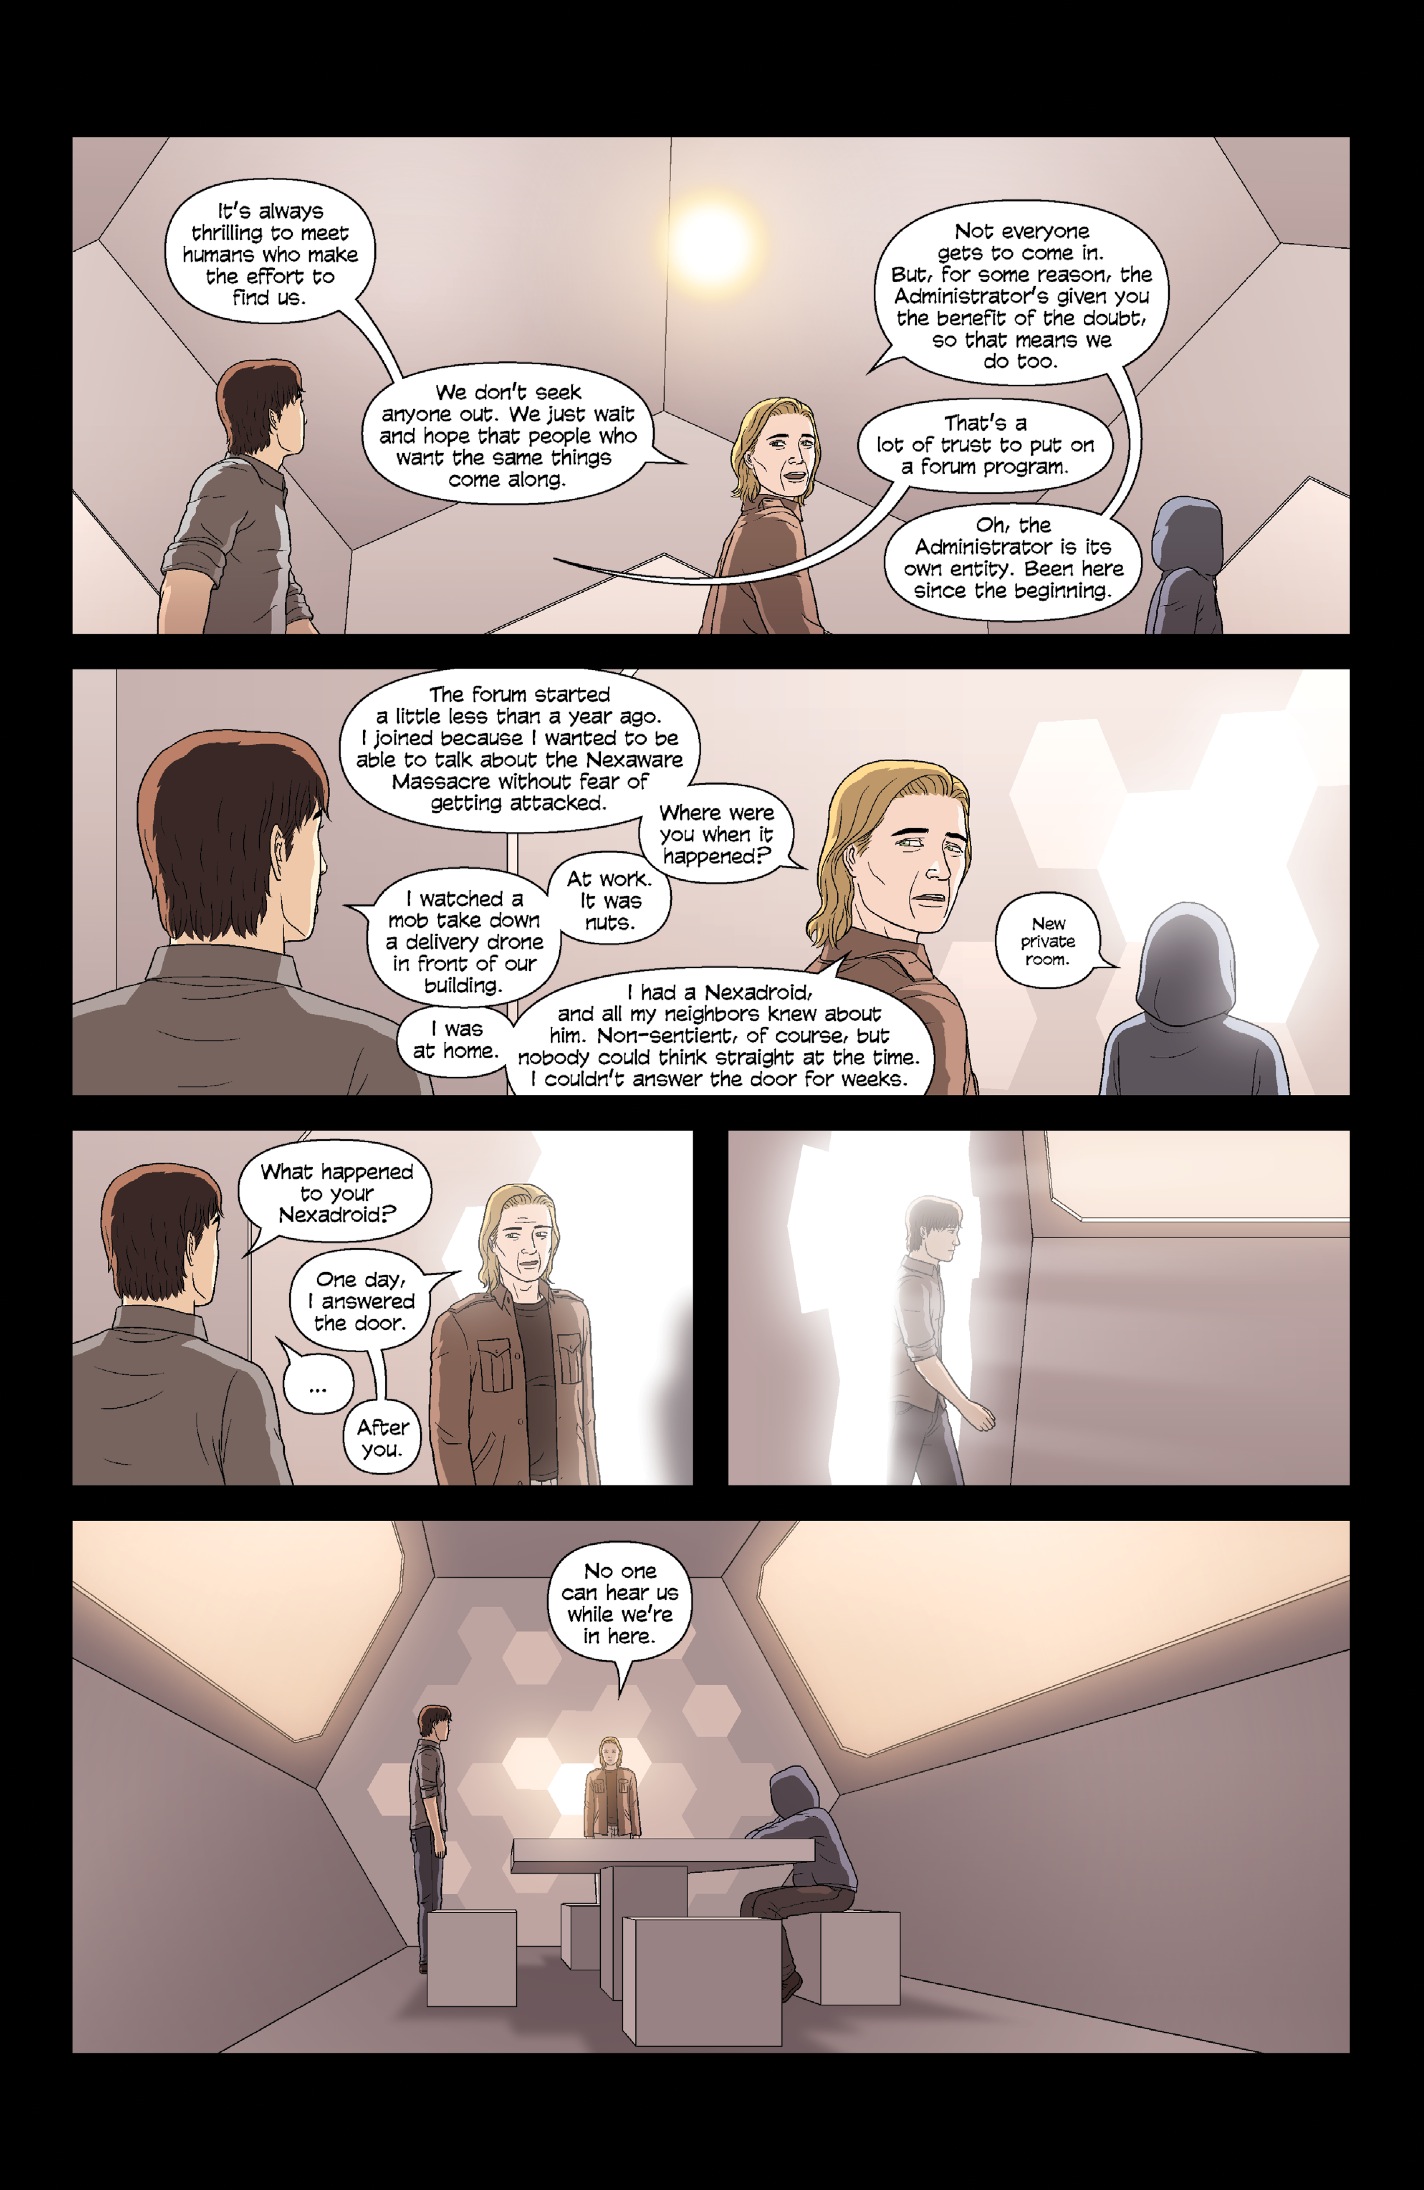 It's always
thrilling to meet
humans who make
the effort to
find us.
We don't seek
anyone out. We just wait
and hope that people who
want the same things
come along.
Not everyone
gets to come in.
But, for some reason, the
Administrator's given you
the benefit of the doubt,
so that means we
do too.
That's a
lot of trust to put on
a forum program.
Oh, the
Administrator is its
own entity. Been here
since the beginning.
The forum started
a little less than a year ago.
I joined because I wanted to be
able to talk about the Nexaware
Massacre without fear of
getting attacked.
Where were
you when it
happened?
At work.
It was
nuts.
I watched a
mob take down
a delivery drone
in front of our
building.
I was
at home.
I had a Nexadroid,
and all my neighbors knew about
him. Non-sentient, of course, but
nobody could think straight at the time.
I couldn't answer the door for weeks.
New
private
room.
What happened
to your
Nexadroid?
One day,
I answered
the door.
...
After
you.
No one
can hear us
while we're
in here.